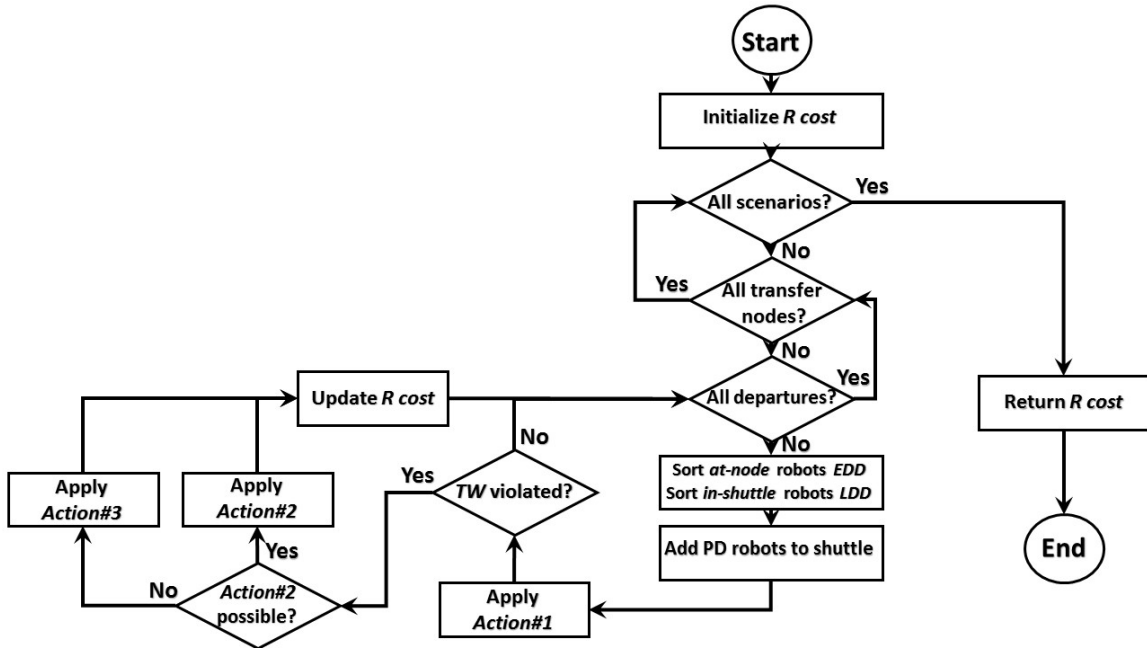 Start
Initialize R cost
All scenarios?
Yes
No
All transfer
nodes?
Yes
No
All departures?
Yes
No
Sort at-node robots EDD
Sort in-shuttle robots LDD
Add PD robots to shuttle
Apply
Action#1
TW violated?
No
Yes
Action#2
possible?
Yes
No
Apply
Action#2
Apply
Action#3
Update R cost
Return R cost
End